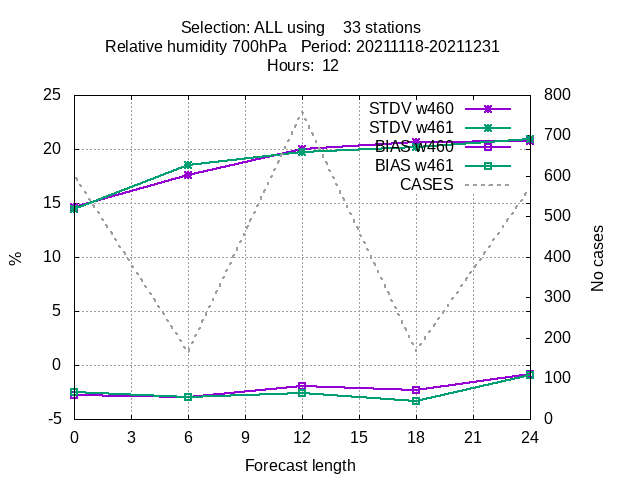 Selection: ALL using 33 stations
Relative humidity 700hPa Period: 20211118-20211231
Hours: 12
25
20
15
10
5
0
-5
%
800
700
600
500
400
300
200
100
0
No cases
STDV w460
STDV w461
BIAS w460
BIAS w461
CASES
0 3 6 9 12 15 18 21 24
Forecast length